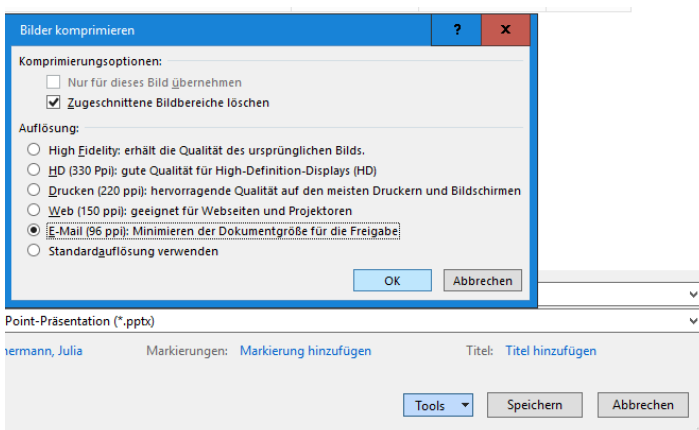 Bilder komprimieren ? x
Komprimierungsoptionen:
Nur für dieses Bild übernehmen
Zugeschnittene Bildbereiche löschen
Auflösung:
High Fidelity: erhält die Qualität des ursprünglichen Bilds.
HD (330 Ppi): gute Qualität für High-Definition-Displays (HD)
Drucken (220 ppi): hervorragende Qualität auf den meisten Druckern und Bildschirmen
Web (150 ppi): geeignet für Webseiten und Projektoren
E-Mail (96 ppi): Minimieren der Dokumentgröße für die Freigabe
Standardauflösung verwenden
OK Abbrechen
Point-Präsentation (*.pptx)
nermann, Julia Markierungen: Markierung hinzufügen Titel: Titel hinzufügen
Tools Speichern Abbrechen